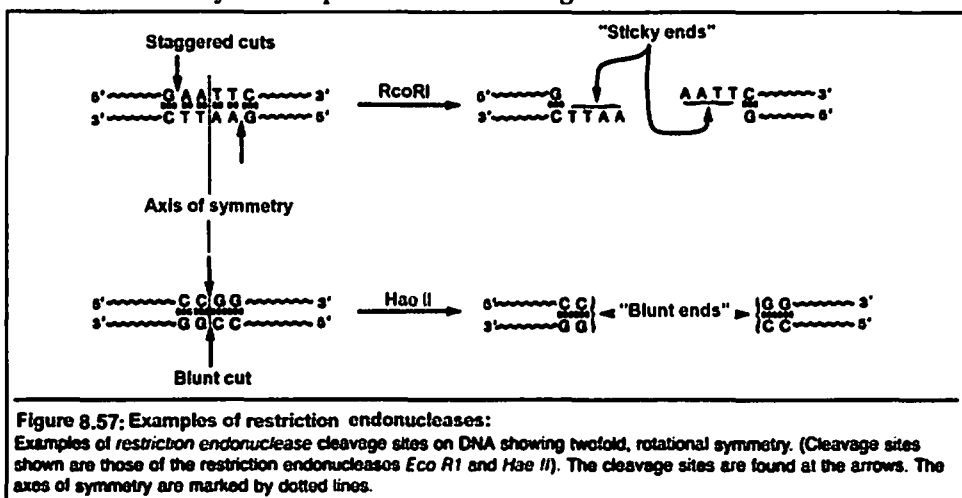 Staggered cuts
"Sticky ends"
5' G A A T T C 3' RcoRI 5' G A A T T C 3'
3' C T T A A G 5' 3' C T T A A G 5'
Axis of symmetry
5' C C G G 3' Hao II 5' C C "Blunt ends" G G 3'
3' G G C C 5' 3' G G C C 5'
Blunt cut
Figure 8.57: Examples of restriction endonucleases:
Examples of restriction endonuclease cleavage sites on DNA showing twofold, rotational symmetry. (Cleavage sites
shown are those of the restriction endonucleases Eco R1 and Hae II). The cleavage sites are found at the arrows. The
axes of symmetry are marked by dotted lines.